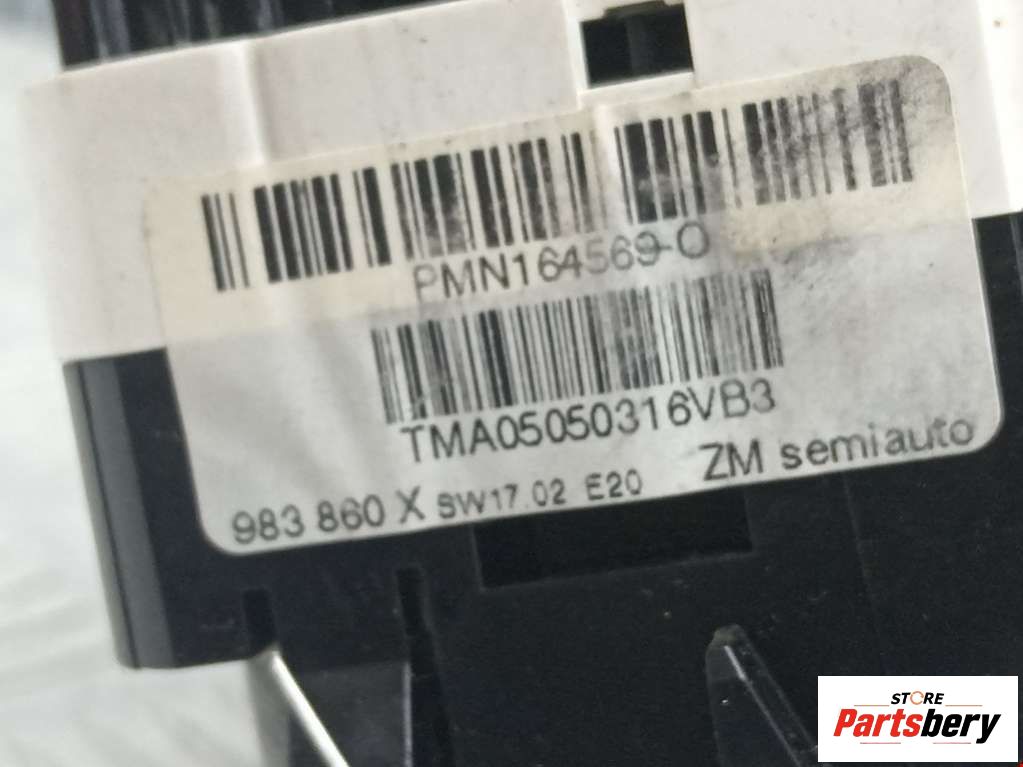 PMN164569-O
TMA05050316VB3
983 860 X SW17.02 E20 ZM semiauto
STORE
Partsbery